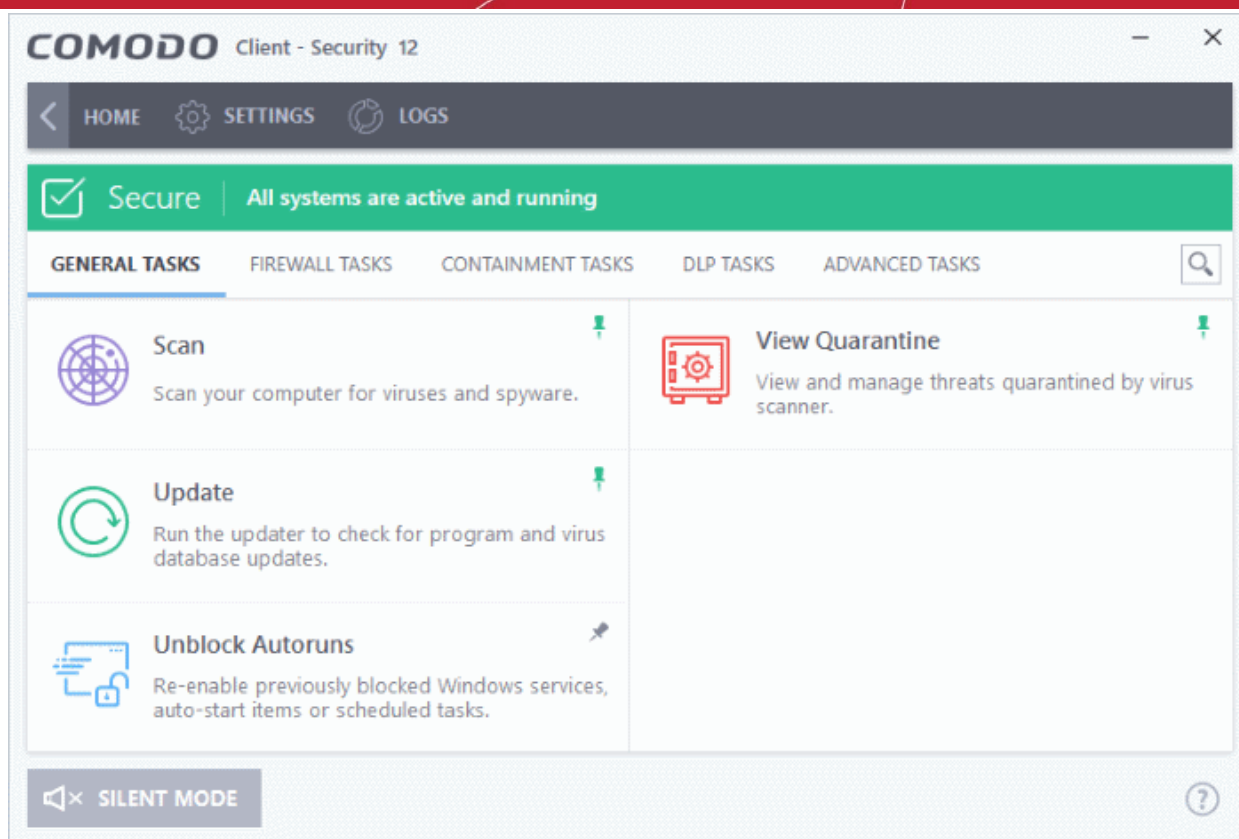 COMODO Client - Security 12
HOME SETTINGS LOGS
Secure All systems are active and running
GENERAL TASKS FIREWALL TASKS CONTAINMENT TASKS DLP TASKS ADVANCED TASKS
Scan
Scan your computer for viruses and spyware.
View Quarantine
View and manage threats quarantined by virus
scanner.
Update
Run the updater to check for program and virus
database updates.
Unblock Autoruns
Re-enable previously blocked Windows services,
auto-start items or scheduled tasks.
SILENT MODE
?